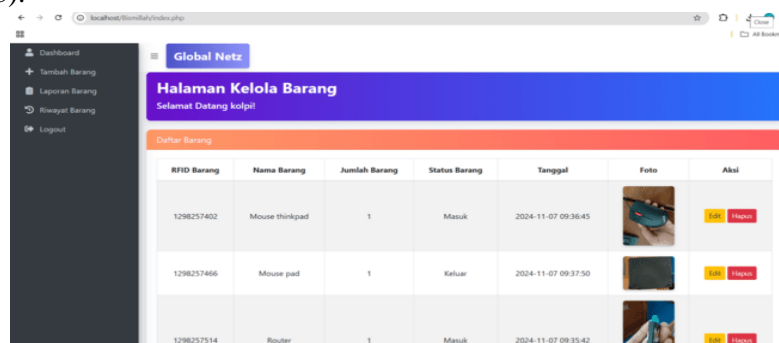 localhost/Bismillah/index.php
Close
All Bookm
Dashboard
Tambah Barang
Laporan Barang
Riwayat Barang
Logout
Global Netz
Halaman Kelola Barang
Selamat Datang kolpi!
Daftar Barang
RFID Barang Nama Barang Jumlah Barang Status Barang Tanggal Foto Aksi
1298257402 Mouse thinkpad 1 Masuk 2024-11-07 09:36:45 Edit Hapus
1298257466 Mouse pad 1 Keluar 2024-11-07 09:37:50 Edit Hapus
1298257514 Router 1 Masuk 2024-11-07 09:35:42 Edit Hapus